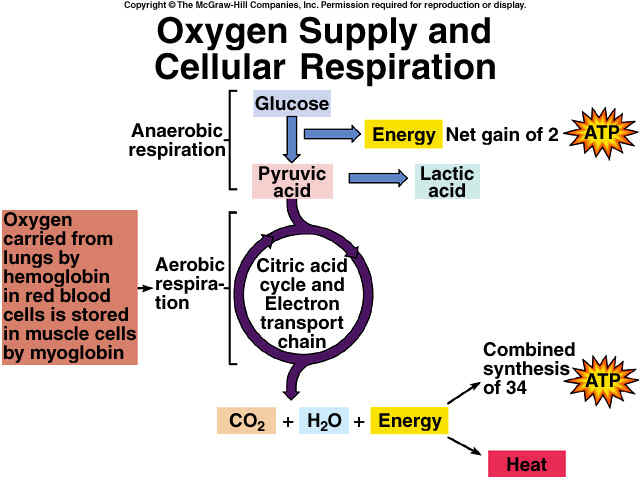 Copyright © The McGraw-Hill Companies, Inc. Permission required for reproduction or display.
Oxygen Supply and
Cellular Respiration
Glucose
Anaerobic
respiration
Energy Net gain of 2 ATP
Pyruvic
acid
Lactic
acid
Oxygen
carried from
lungs by
hemoglobin
in red blood
cells is stored
in muscle cells
by myoglobin
Aerobic
respira-
tion
Citric acid
cycle and
Electron
transport
chain
Combined
synthesis
of 34
ATP
CO₂ + H₂O + Energy
Heat